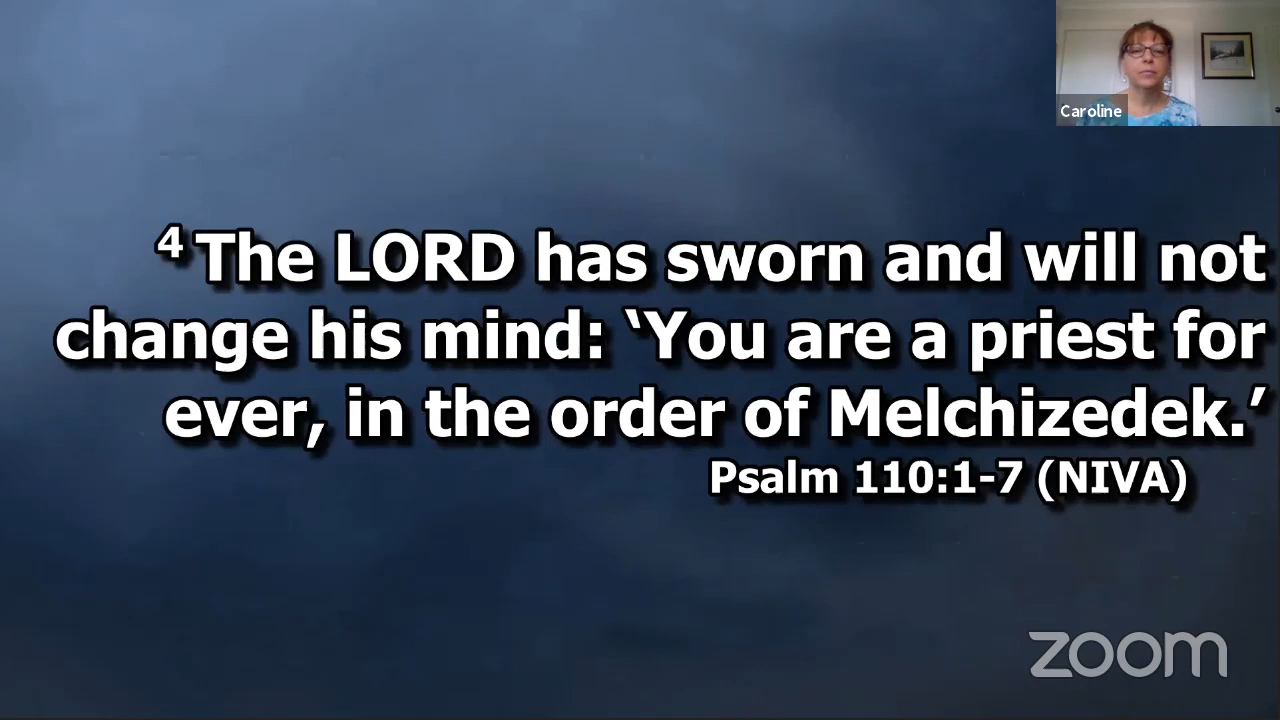 Caroline
⁴ The LORD has sworn and will not
change his mind: ‘You are a priest for
ever, in the order of Melchizedek.’
Psalm 110:1-7 (NIVA)
zoom